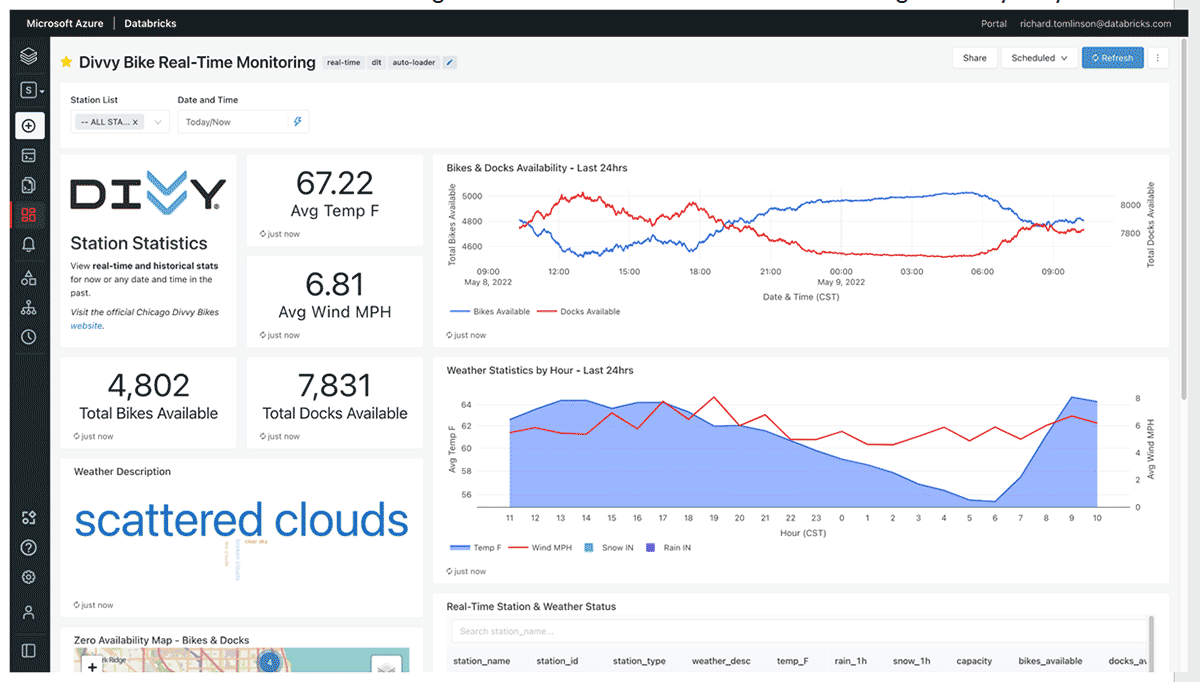 Microsoft Azure | Databricks
Portal richard.tomlinson@databricks.com
Divvy Bike Real-Time Monitoring real-time dlt auto-loader
Share Scheduled Refresh
S
Station List Date and Time
-- ALL STA... x Today/Now
DIVVY
Station Statistics
View real-time and historical stats
for now or any date and time in the
past.
Visit the official Chicago Divvy Bikes
website.
67.22
Avg Temp F
just now
6.81
Avg Wind MPH
just now
4,802
Total Bikes Available
just now
7,831
Total Docks Available
just now
Bikes & Docks Availability - Last 24hrs
Total Bikes Available
5000
4800
4600
8000
7800
Total Docks Available
09:00 12:00 15:00 18:00 21:00 00:00 03:00 06:00 09:00
May 8, 2022 May 9, 2022
Date & Time (CST)
Bikes Available Docks Available
just now
Weather Statistics by Hour - Last 24hrs
Avg Temp F
64
62
60
58
56
8
6
4
2
0
Avg Wind MPH
11 12 13 14 15 16 17 18 19 20 21 22 23 0 1 2 3 4 5 6 7 8 9 10
Hour (CST)
Temp F Wind MPH Snow IN Rain IN
just now
Weather Description
scattered clouds
clear sky
just now
Zero Availability Map - Bikes & Docks
+
Ridge
4
Real-Time Station & Weather Status
Search station_name...
station_name station_id station_type weather_desc temp_F rain_1h snow_1h capacity bikes_available docks_av